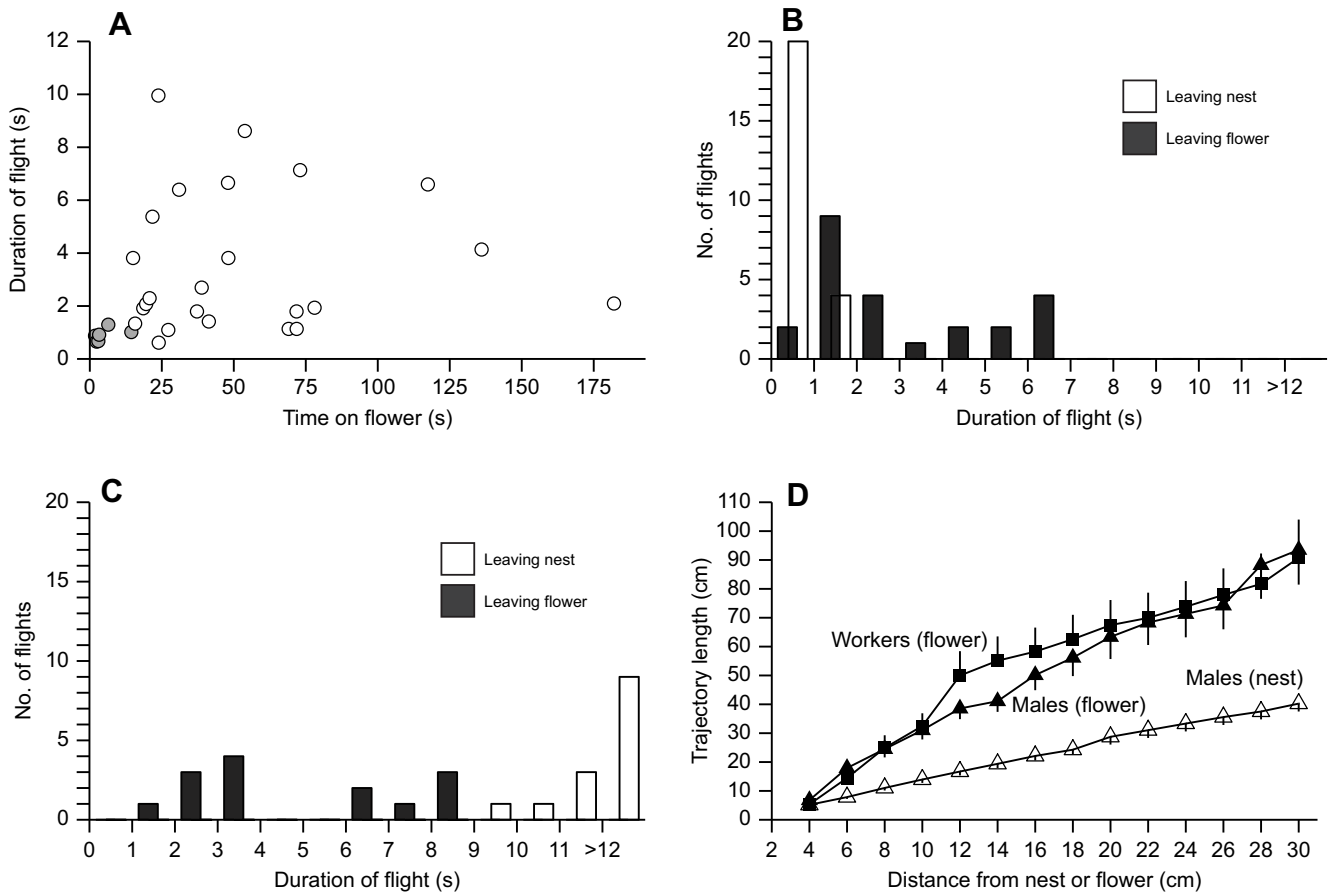 A
12
10
8
6
4
2
0
Duration of flight (s)
0 25 50 75 100 125 150 175
Time on flower (s)
B
20
15
10
5
0
No. of flights
Leaving nest
Leaving flower
0 1 2 3 4 5 6 7 8 9 10 11 >12
Duration of flight (s)
C
20
15
10
5
0
No. of flights
Leaving nest
Leaving flower
0 1 2 3 4 5 6 7 8 9 10 11 >12
Duration of flight (s)
D
110
100
90
80
70
60
50
40
30
20
10
0
Trajectory length (cm)
Workers (flower)
Males (nest)
Males (flower)
2 4 6 8 10 12 14 16 18 20 22 24 26 28 30
Distance from nest or flower (cm)